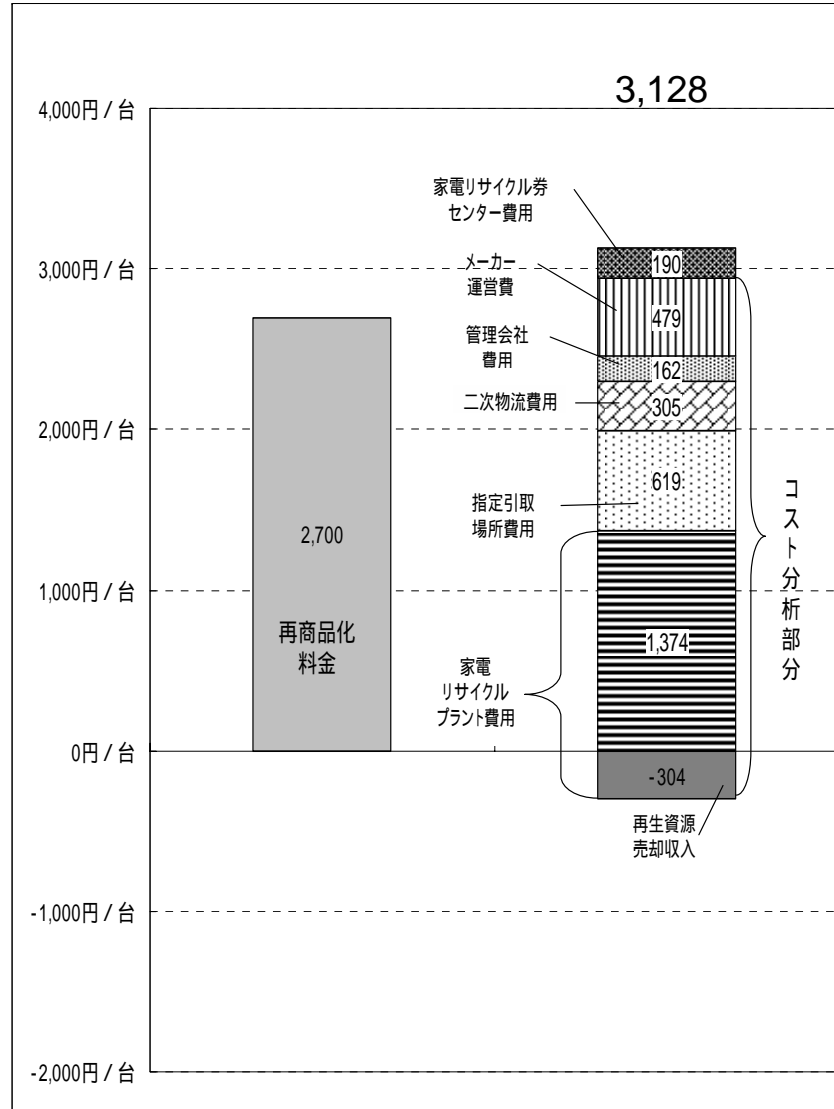 3,128
4,000円／台
家電リサイクル券
センター費用
3,000円／台
190
メーカー
運営費
479
管理会社
費用
162
二次物流費用
305
2,000円／台
619
指定引取
場所費用
コスト分析部分
2,700
1,000円／台
再商品化
料金
1,374
家電
リサイクル
プラント費用
0円／台
-304
再生資源
売却収入
-1,000円／台
-2,000円／台